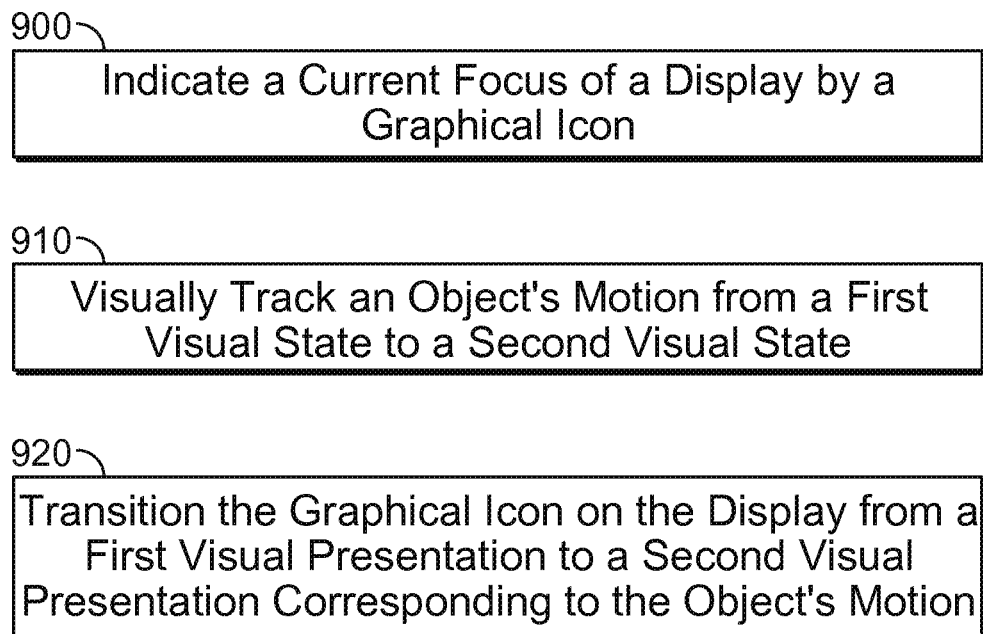 900
Indicate a Current Focus of a Display by a
Graphical Icon
910
Visually Track an Object's Motion from a First
Visual State to a Second Visual State
920
Transition the Graphical Icon on the Display from a
First Visual Presentation to a Second Visual
Presentation Corresponding to the Object's Motion